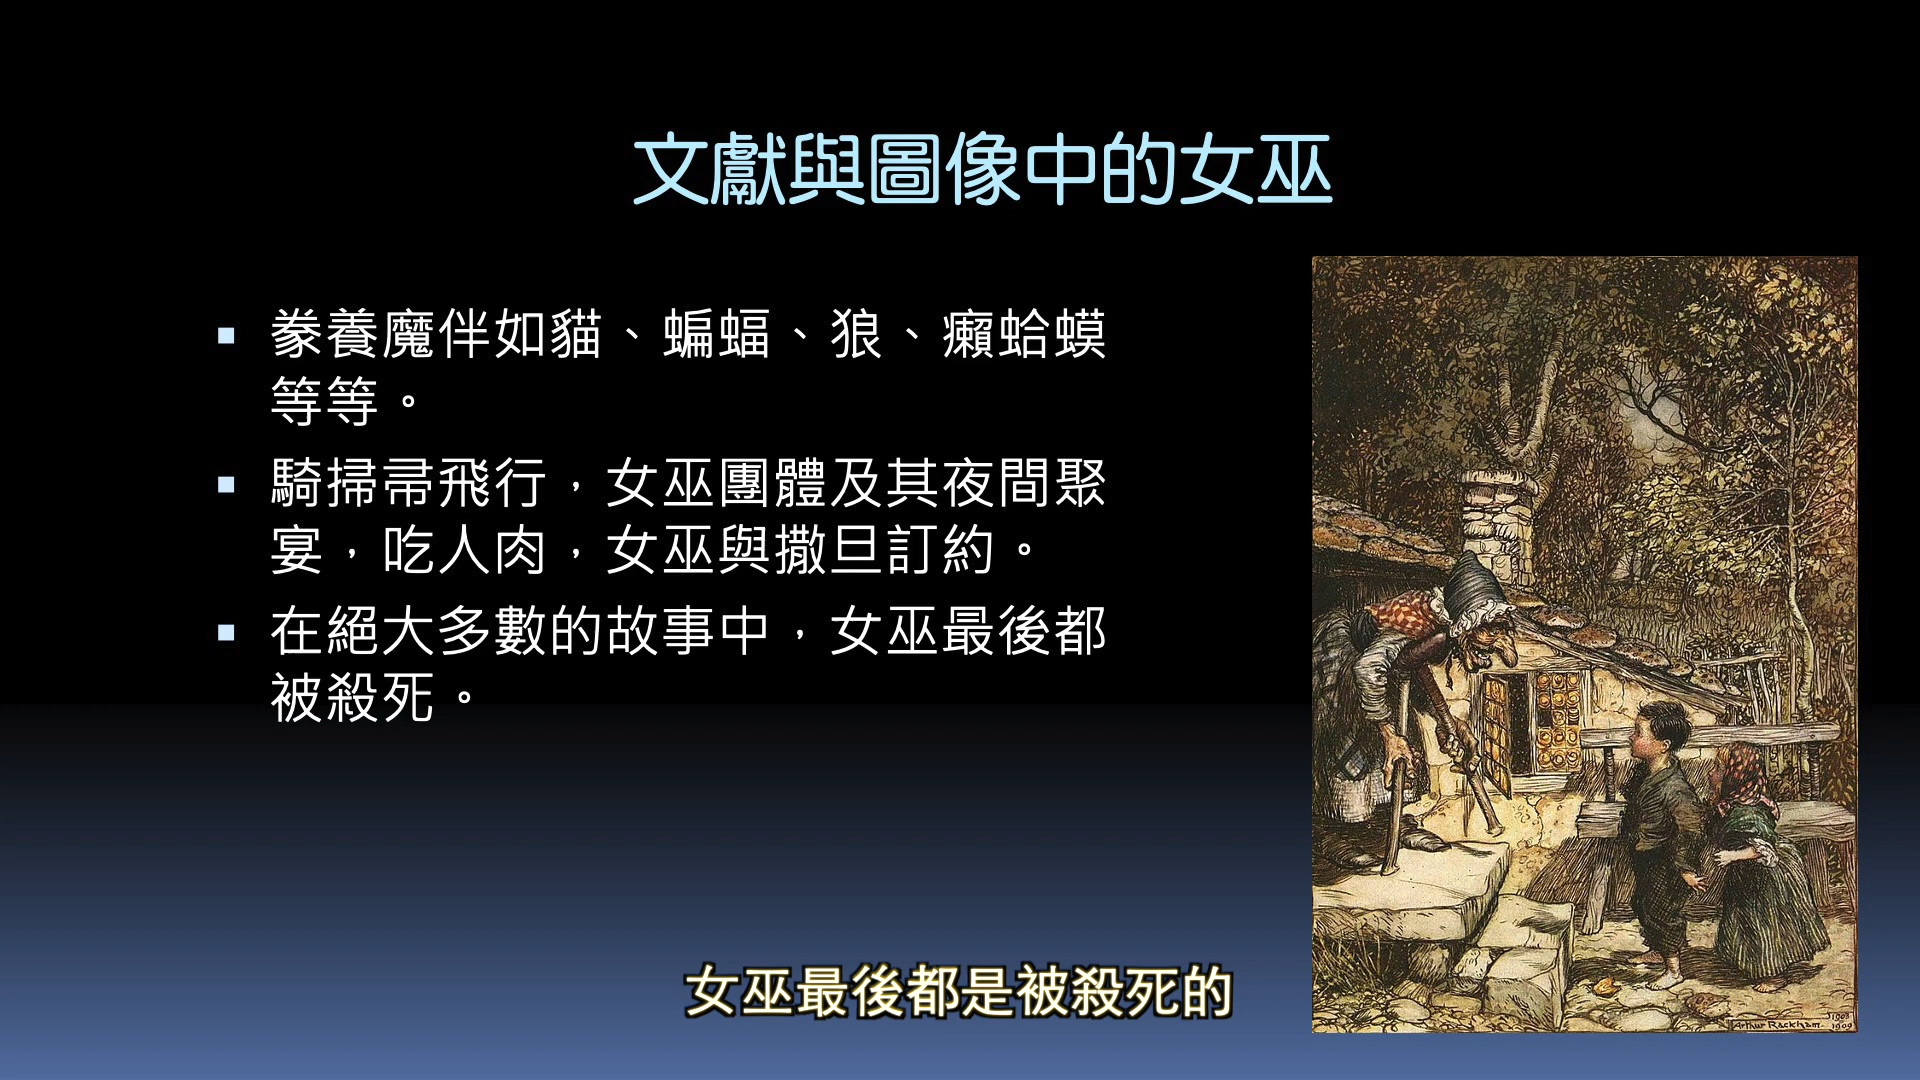 文獻與圖像中的女巫
▪ 豢養魔伴如貓、蝙蝠、狼、癩蛤蟆
等等。
▪ 騎掃帚飛行，女巫團體及其夜間聚
宴，吃人肉，女巫與撒旦訂約。
▪ 在絕大多數的故事中，女巫最後都
被殺死。
女巫最後都是被殺死的
Arthur Rackham
1909